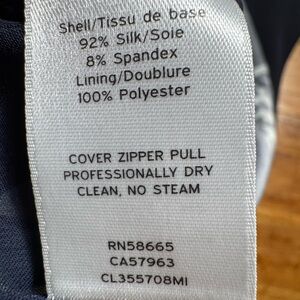 Shell/Tissu de base
92% Silk/Soie
8% Spandex
Lining/Doublure
100% Polyester
COVER ZIPPER PULL
PROFESSIONALLY DRY
CLEAN, NO STEAM
RN58665
CA57963
CL355708MI